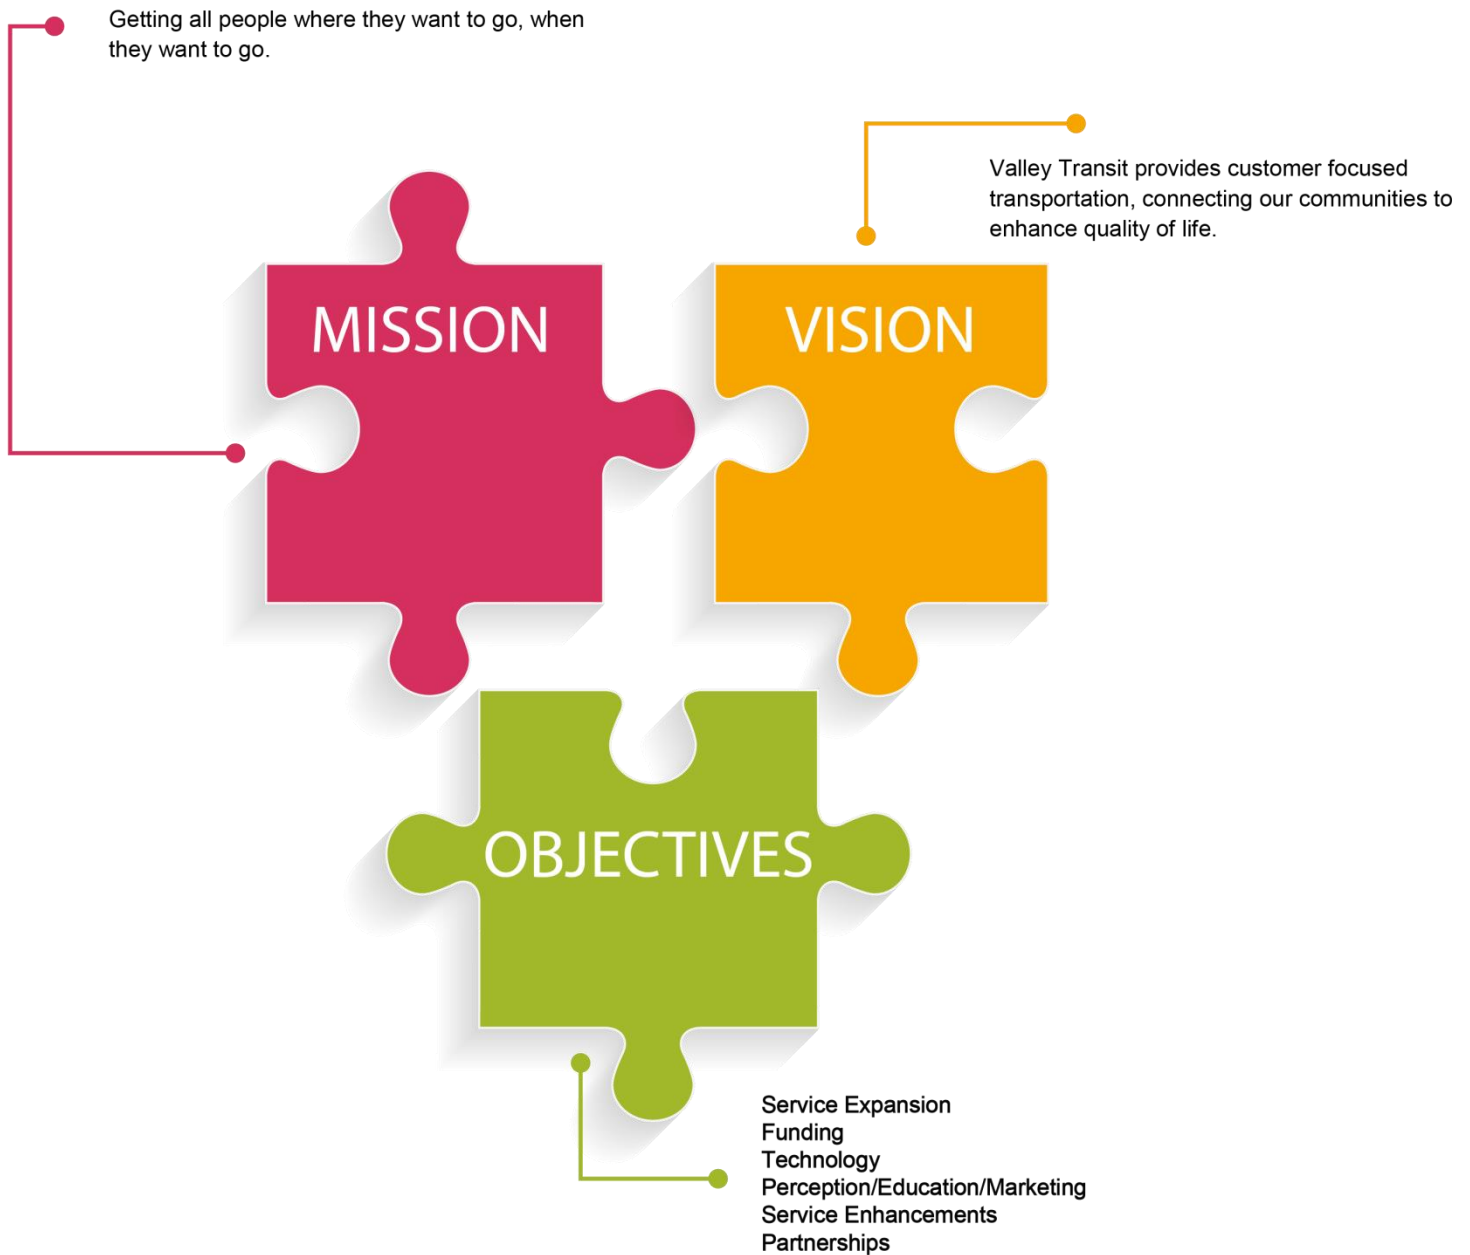 Getting all people where they want to go, when
they want to go.
Valley Transit provides customer focused
transportation, connecting our communities to
enhance quality of life.
MISSION
VISION
OBJECTIVES
Service Expansion
Funding
Technology
Perception/Education/Marketing
Service Enhancements
Partnerships